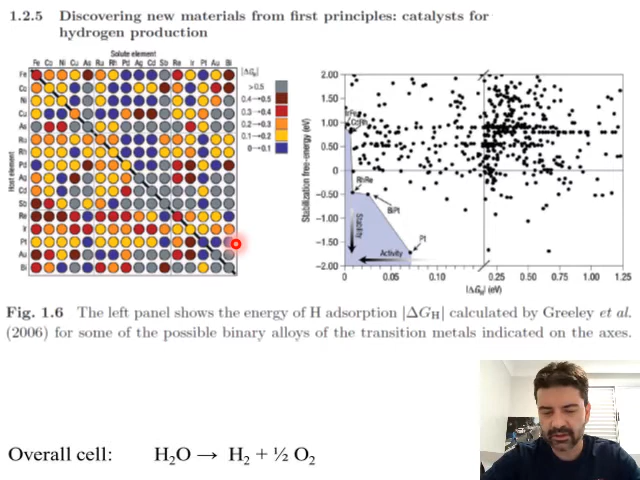 1.2.5 Discovering new materials from first principles: catalysts for
hydrogen production
Solute element
Fe Co Ni Cu As Ru Rh Pd Ag Cd Sb Re Ir Pt Au Bi
Host element
Fe
Co
Ni
Cu
As
Ru
Rh
Pd
Ag
Cd
Sb
Re
Ir
Pt
Au
Bi
>0.5
0.4→0.5
0.3→0.4
0.2→0.3
0.1→0.2
0→0.1
Stabilization free-energy (eV)
2.00
1.50
1.00
0.50
0
−0.50
−1.00
−1.50
−2.00
RhRe
BiPt
Pt
Stability
Activity
0 0.05 0.10 0.25 0.50 0.75 1.00 1.25
|ΔG_H| (eV)
Fig. 1.6 The left panel shows the energy of H adsorption |ΔG_H| calculated by Greeley et al.
(2006) for some of the possible binary alloys of the transition metals indicated on the axes.
Overall cell: H₂O → H₂ + ½ O₂